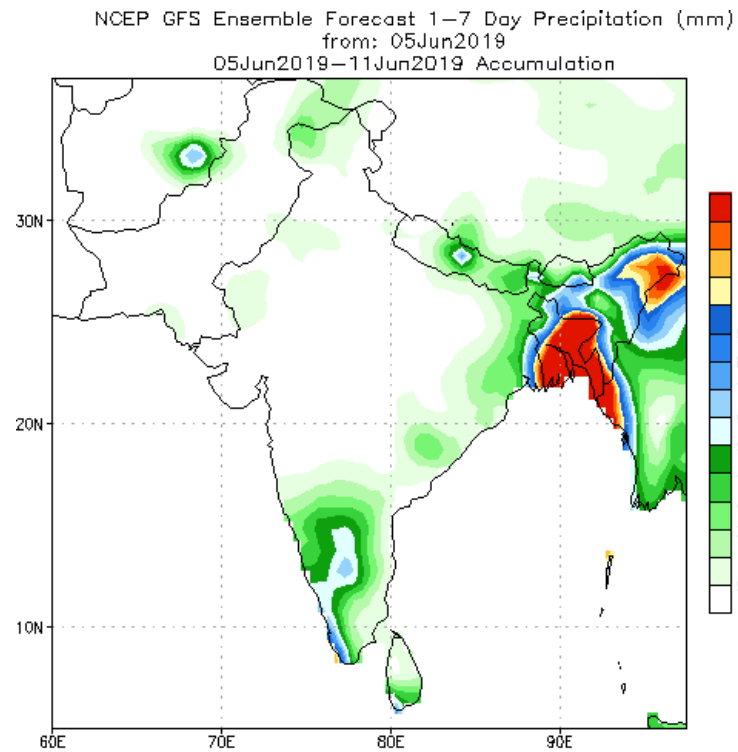 NCEP GFS Ensemble Forecast 1-7 Day Precipitation (mm)
from: 05Jun2019
05Jun2019-11Jun2019 Accumulation
30N
20N
10N
60E 70E 80E 90E